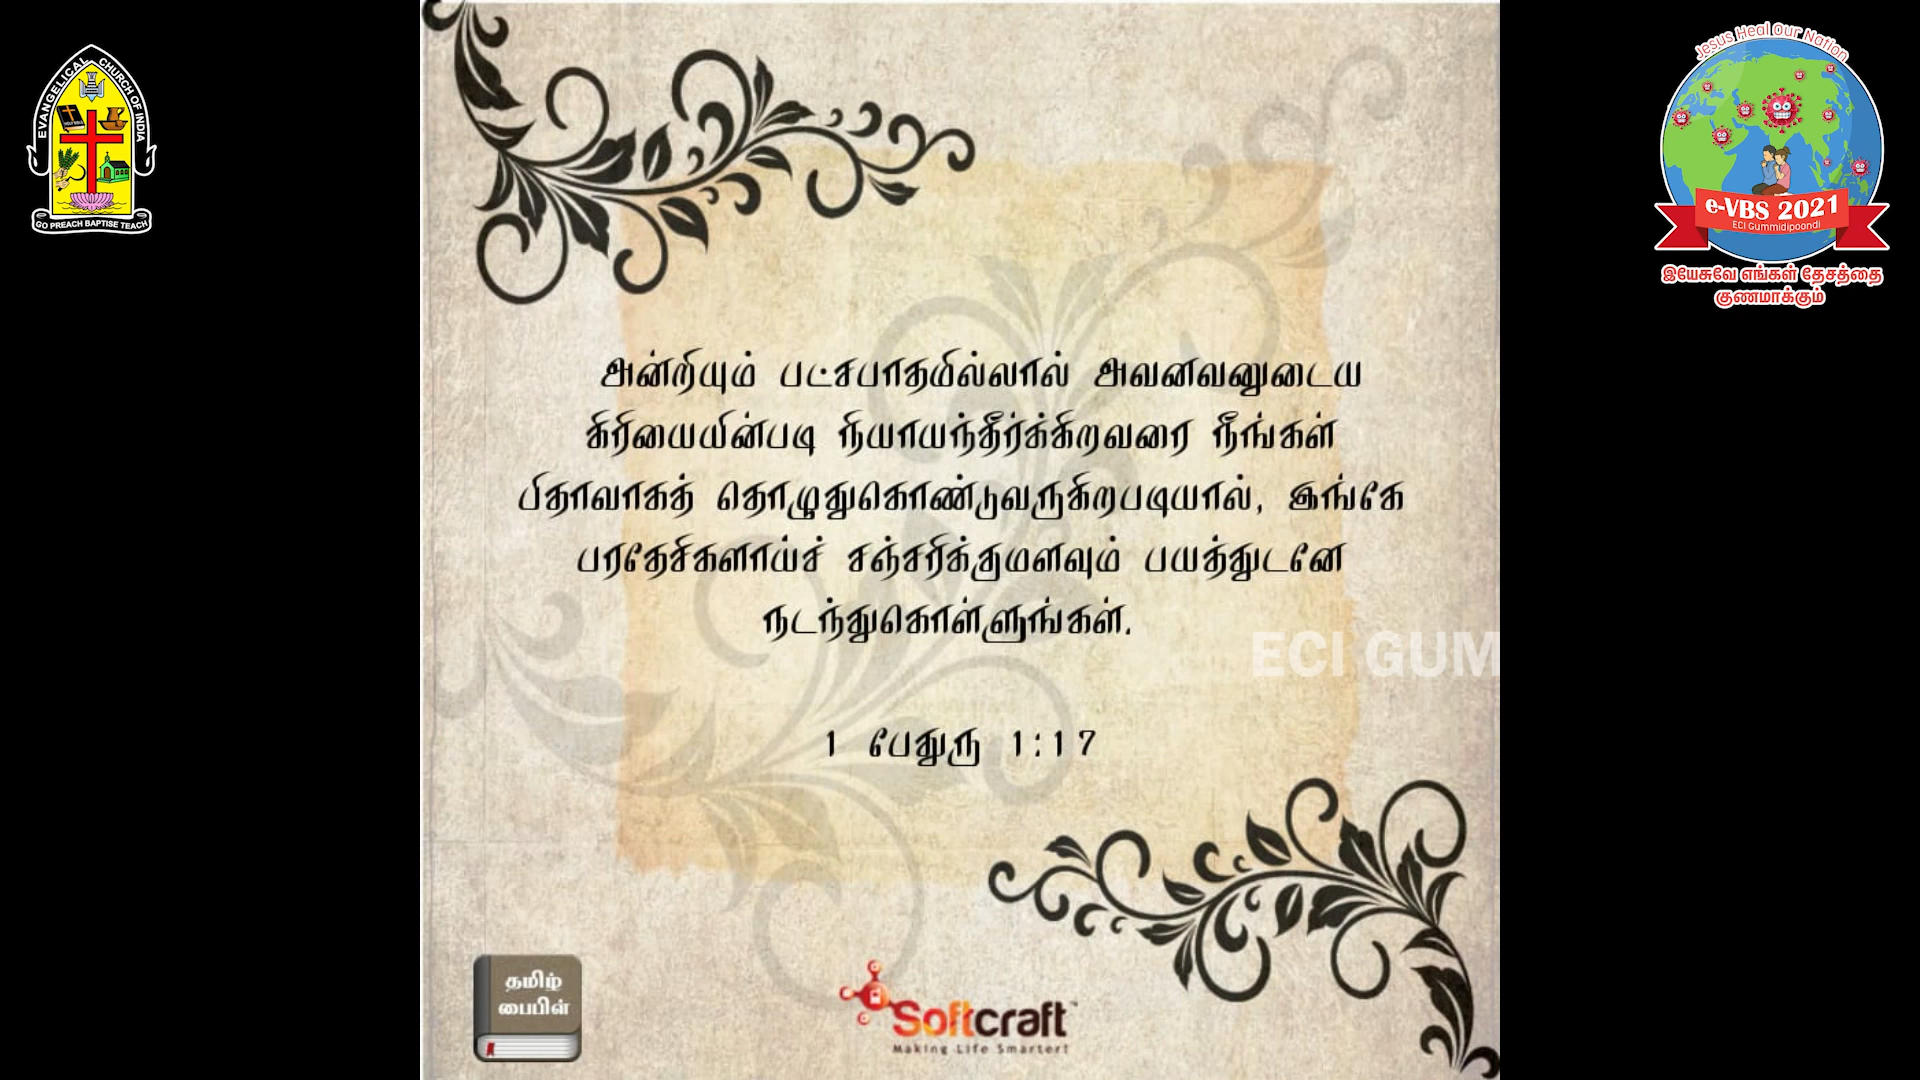 EVANGELICAL CHURCH OF INDIA
HOLY BIBLE
GO PREACH BAPTISE TEACH
Jesus Heal Our Nation
e-VBS 2021
ECI Gummidipoondi
இயேசுவே எங்கள் தேசத்தை
குணமாக்கும்
அன்றியும் பட்சபாதமில்லால் அவனவனுடைய
கிரியையின்படி நியாயந்தீர்க்கிறவரை நீங்கள்
பிதாவாகத் தொழுதுகொண்டுவருகிறபடியால், இங்கே
பரதேசிகளாய்ச் சஞ்சரிக்குமளவும் பயத்துடனே
நடந்துகொள்ளுங்கள்.
ECI GUM
1 பேதுரு 1:17
தமிழ்
பைபிள்
Softcraft
Making Life Smarter!